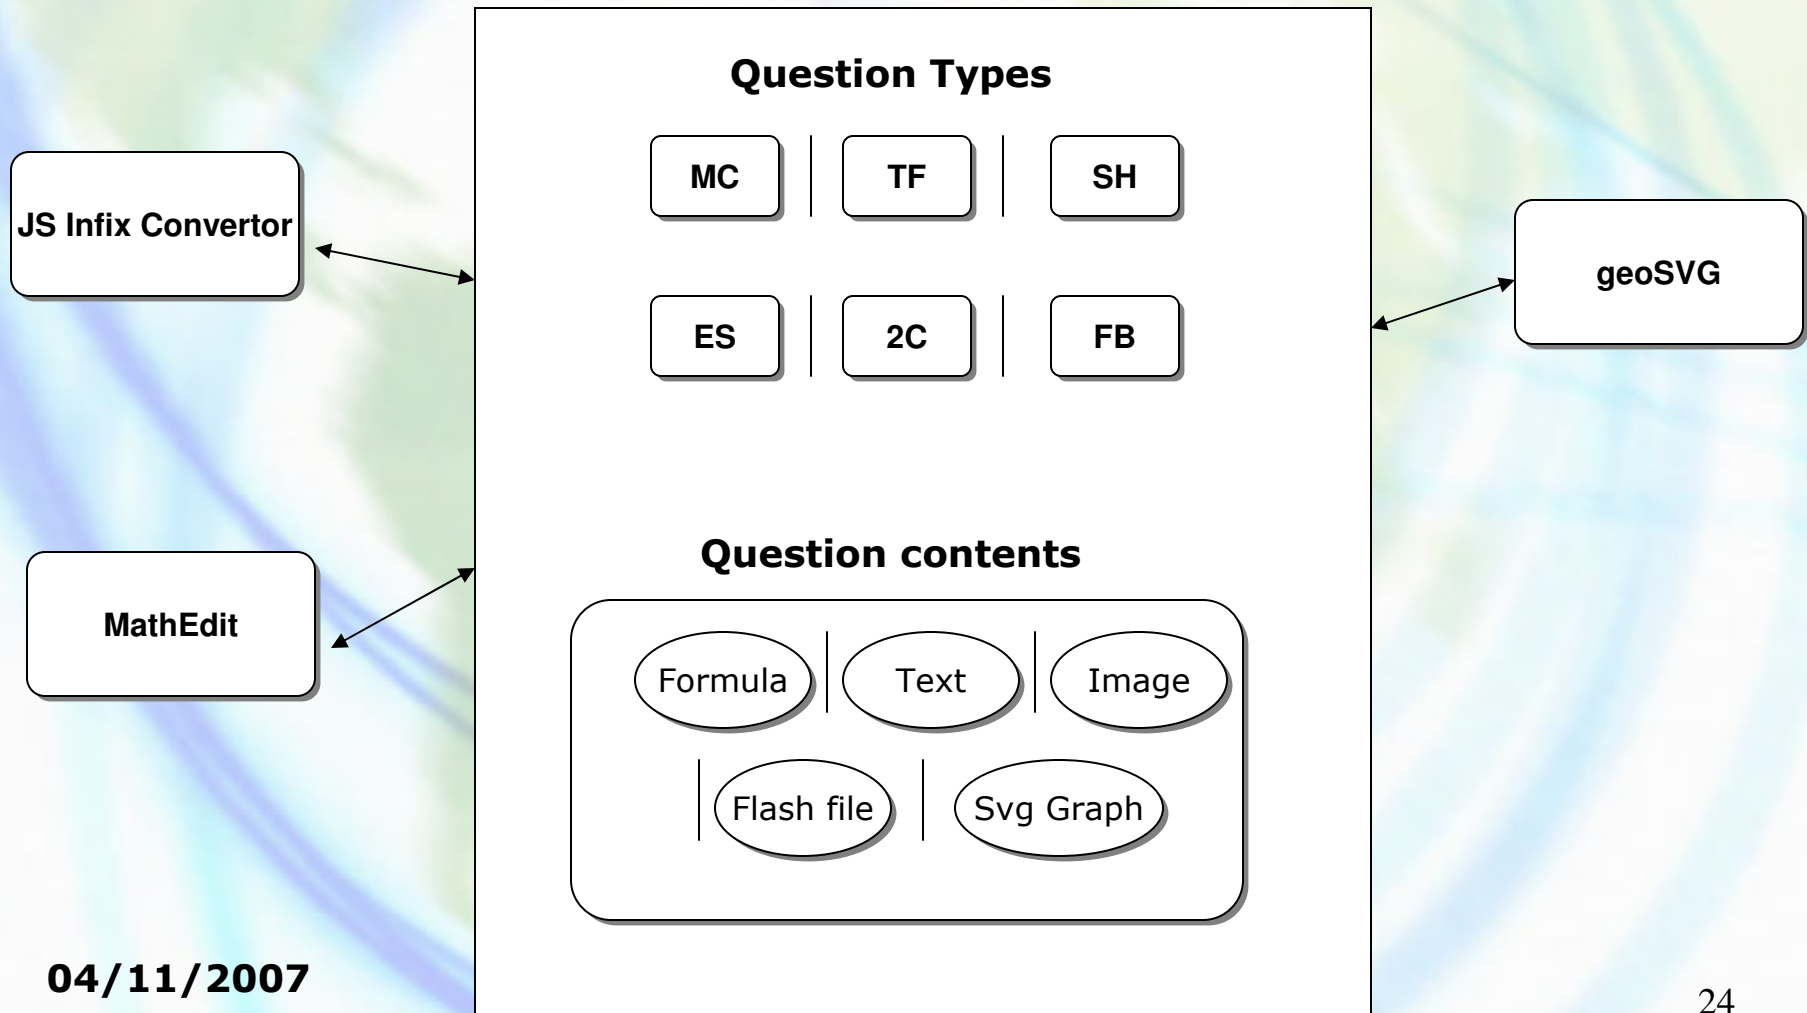 Question Types
MC
TF
SH
JS Infix Convertor
geoSVG
ES
2C
FB
Question contents
MathEdit
Formula
Text
Image
Flash file
Svg Graph
04/11/2007
24